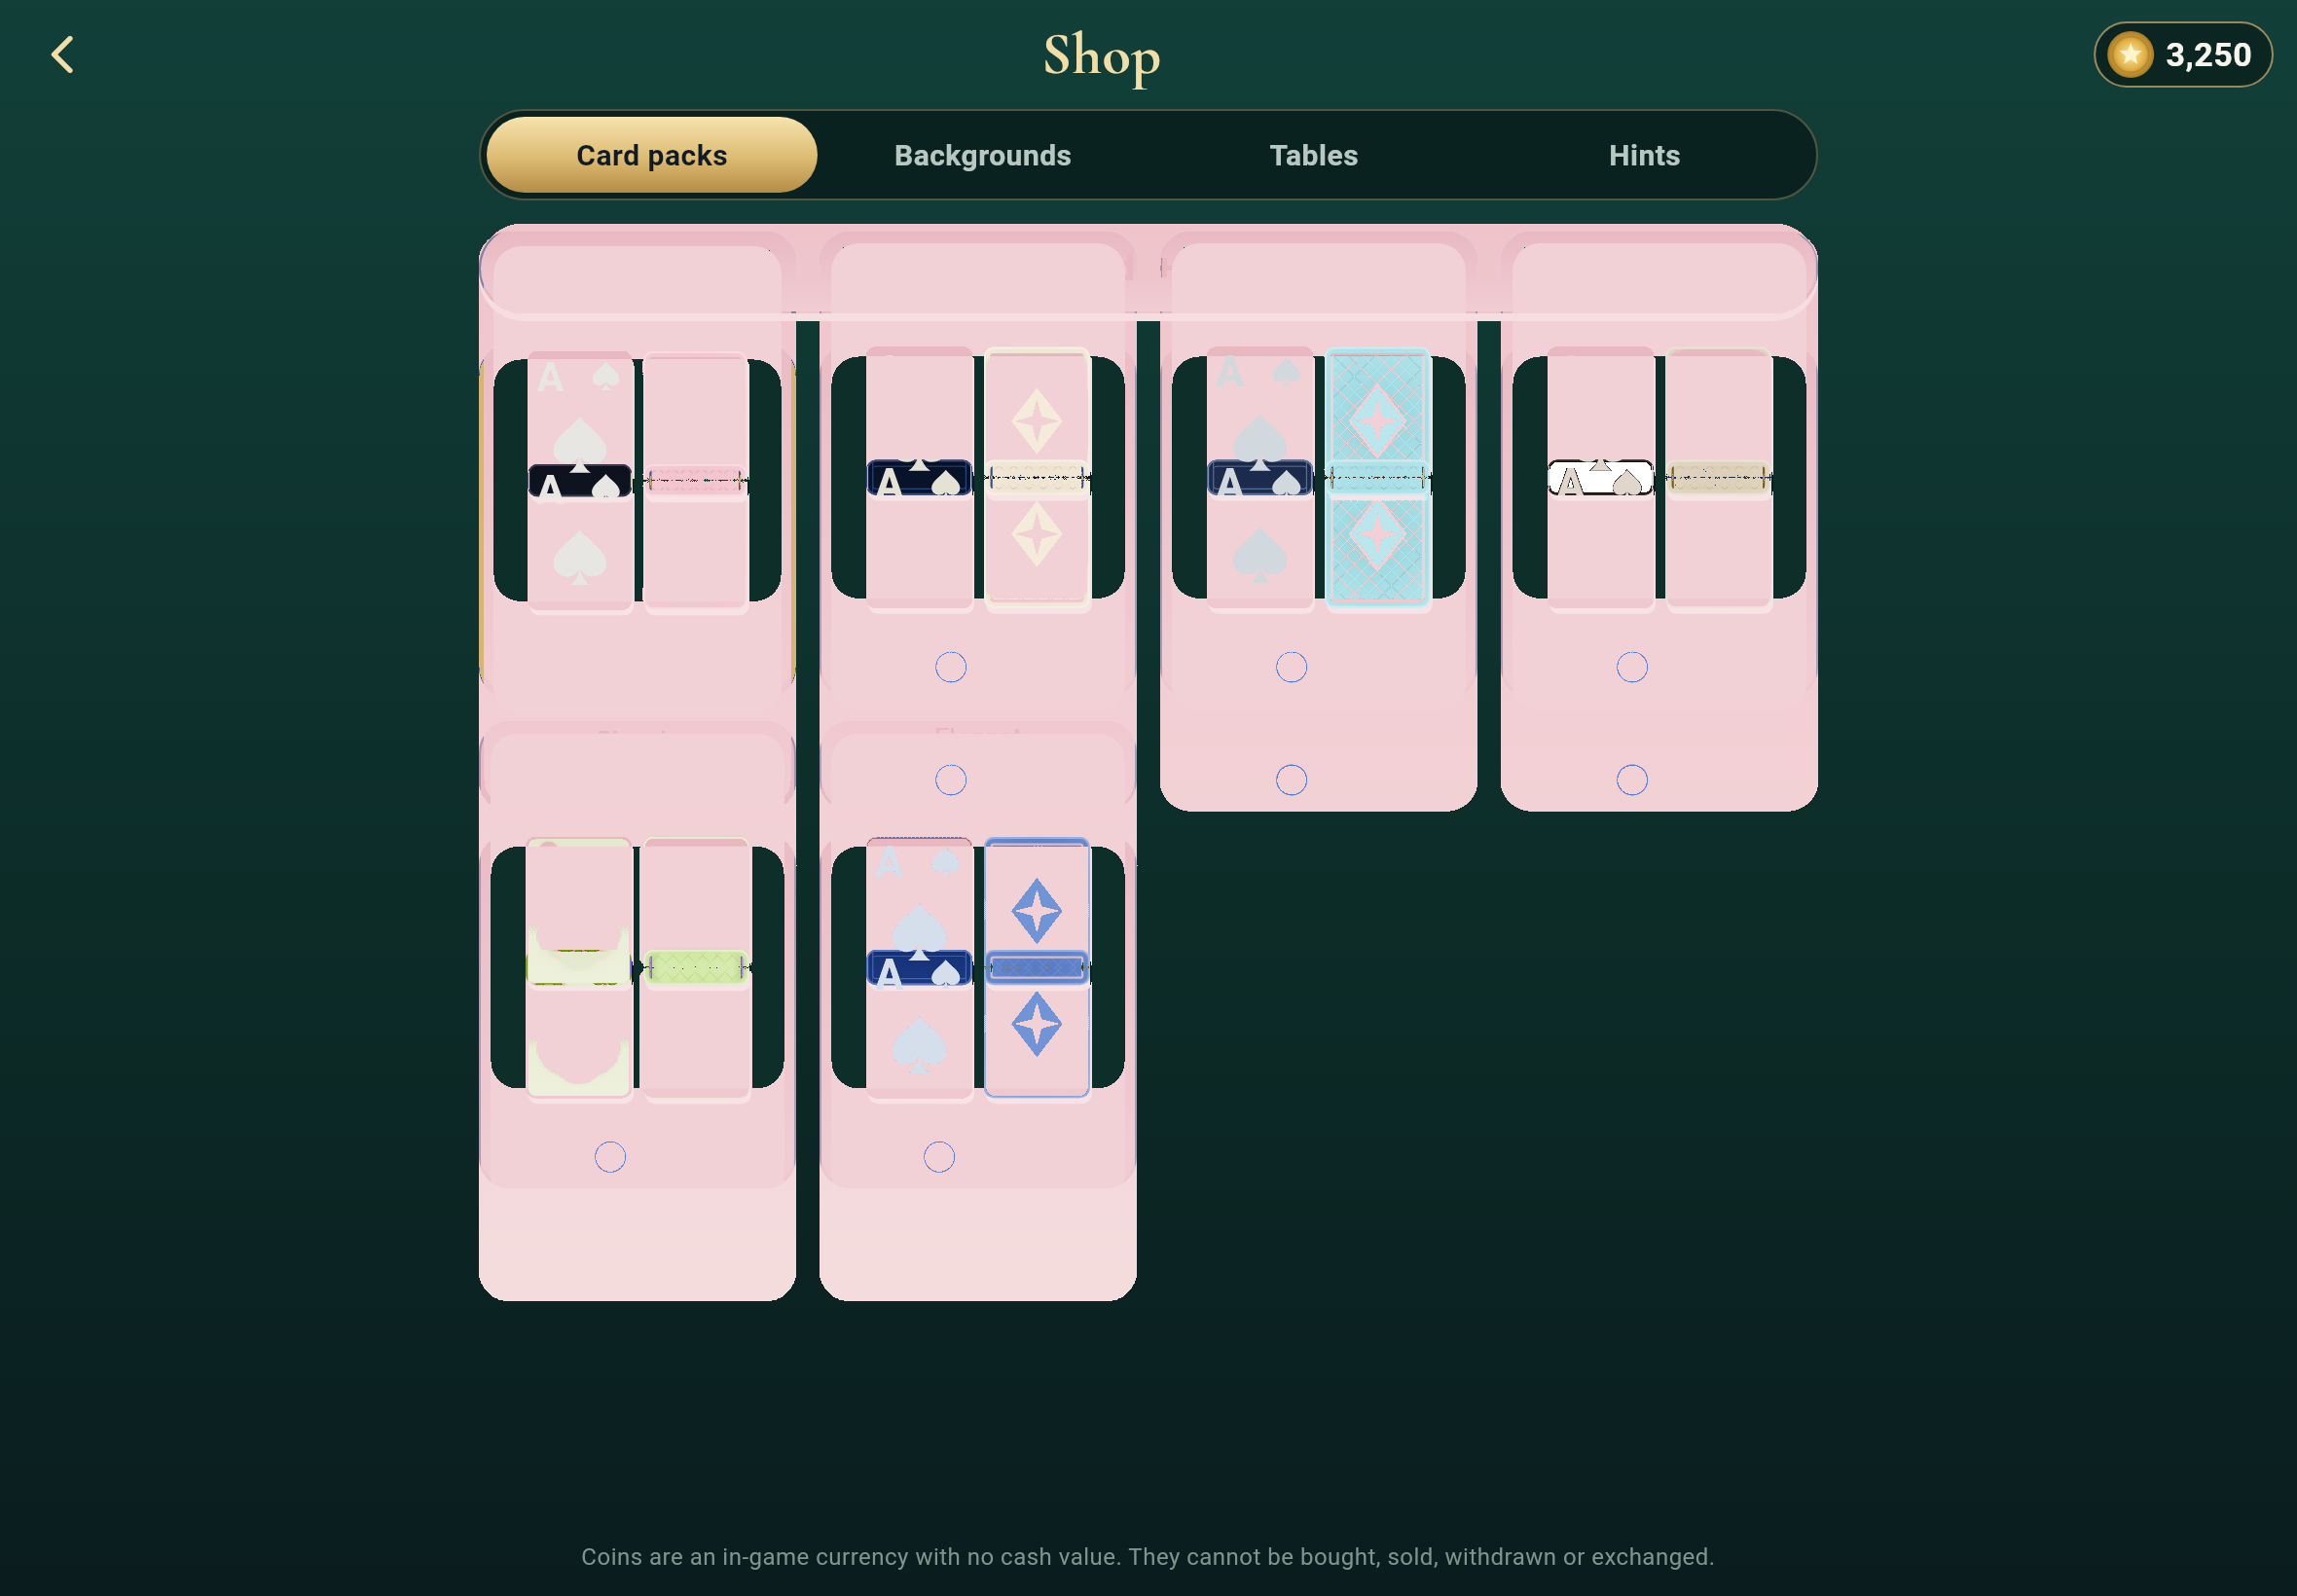 Shop
3,250
Card packs
Backgrounds
Tables
Hints
A
A
A
A
A
A
A
A
A
Coins are an in-game currency with no cash value. They cannot be bought, sold, withdrawn or exchanged.